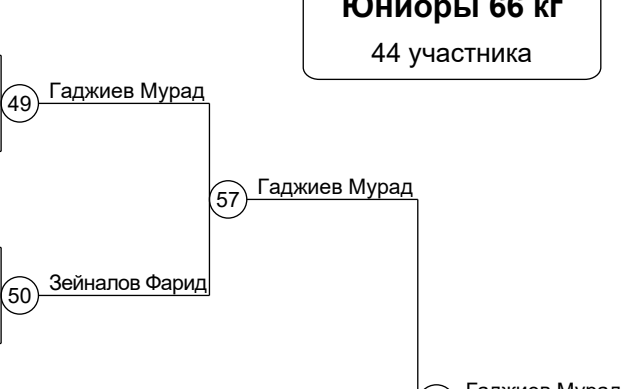 Юниоры 66 кг
44 участника
49 Гаджиев Мурад
57 Гаджиев Мурад
50 Зейналов Фарид
Гаджиев Мурад